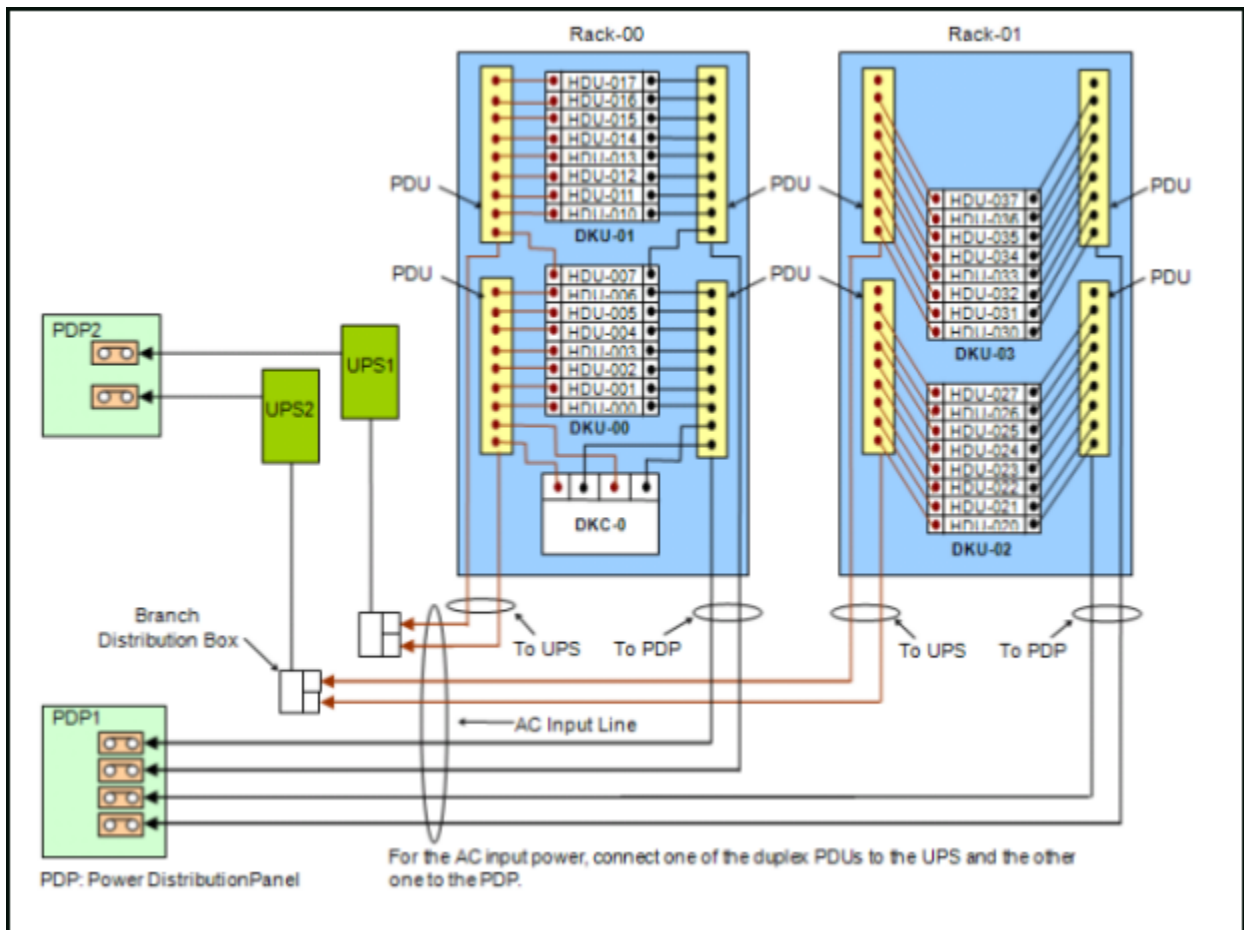 Rack-00
Rack-01
HDU-017
HDU-016
HDU-015
HDU-014
HDU-013
HDU-012
HDU-011
HDU-010
DKU-01
PDU
PDU
PDU
HDU-037
HDU-036
HDU-035
HDU-034
HDU-033
HDU-032
HDU-031
HDU-030
DKU-03
PDU
PDU
PDU
HDU-007
HDU-006
HDU-005
HDU-004
HDU-003
HDU-002
HDU-001
HDU-000
DKU-00
HDU-027
HDU-026
HDU-025
HDU-024
HDU-023
HDU-022
HDU-021
HDU-020
DKU-02
DKC-0
PDP2
UPS1
UPS2
Branch
Distribution Box
To UPS
To PDP
To UPS
To PDP
AC Input Line
PDP1
PDP: Power DistributionPanel
For the AC input power, connect one of the duplex PDUs to the UPS and the other
one to the PDP.